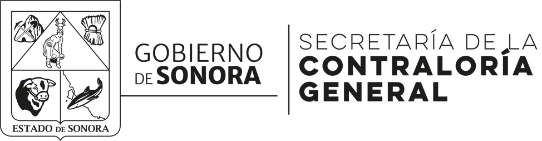 ESTADO DE SONORA
GOBIERNO
DE SONORA
SECRETARÍA DE LA
CONTRALORÍA
GENERAL